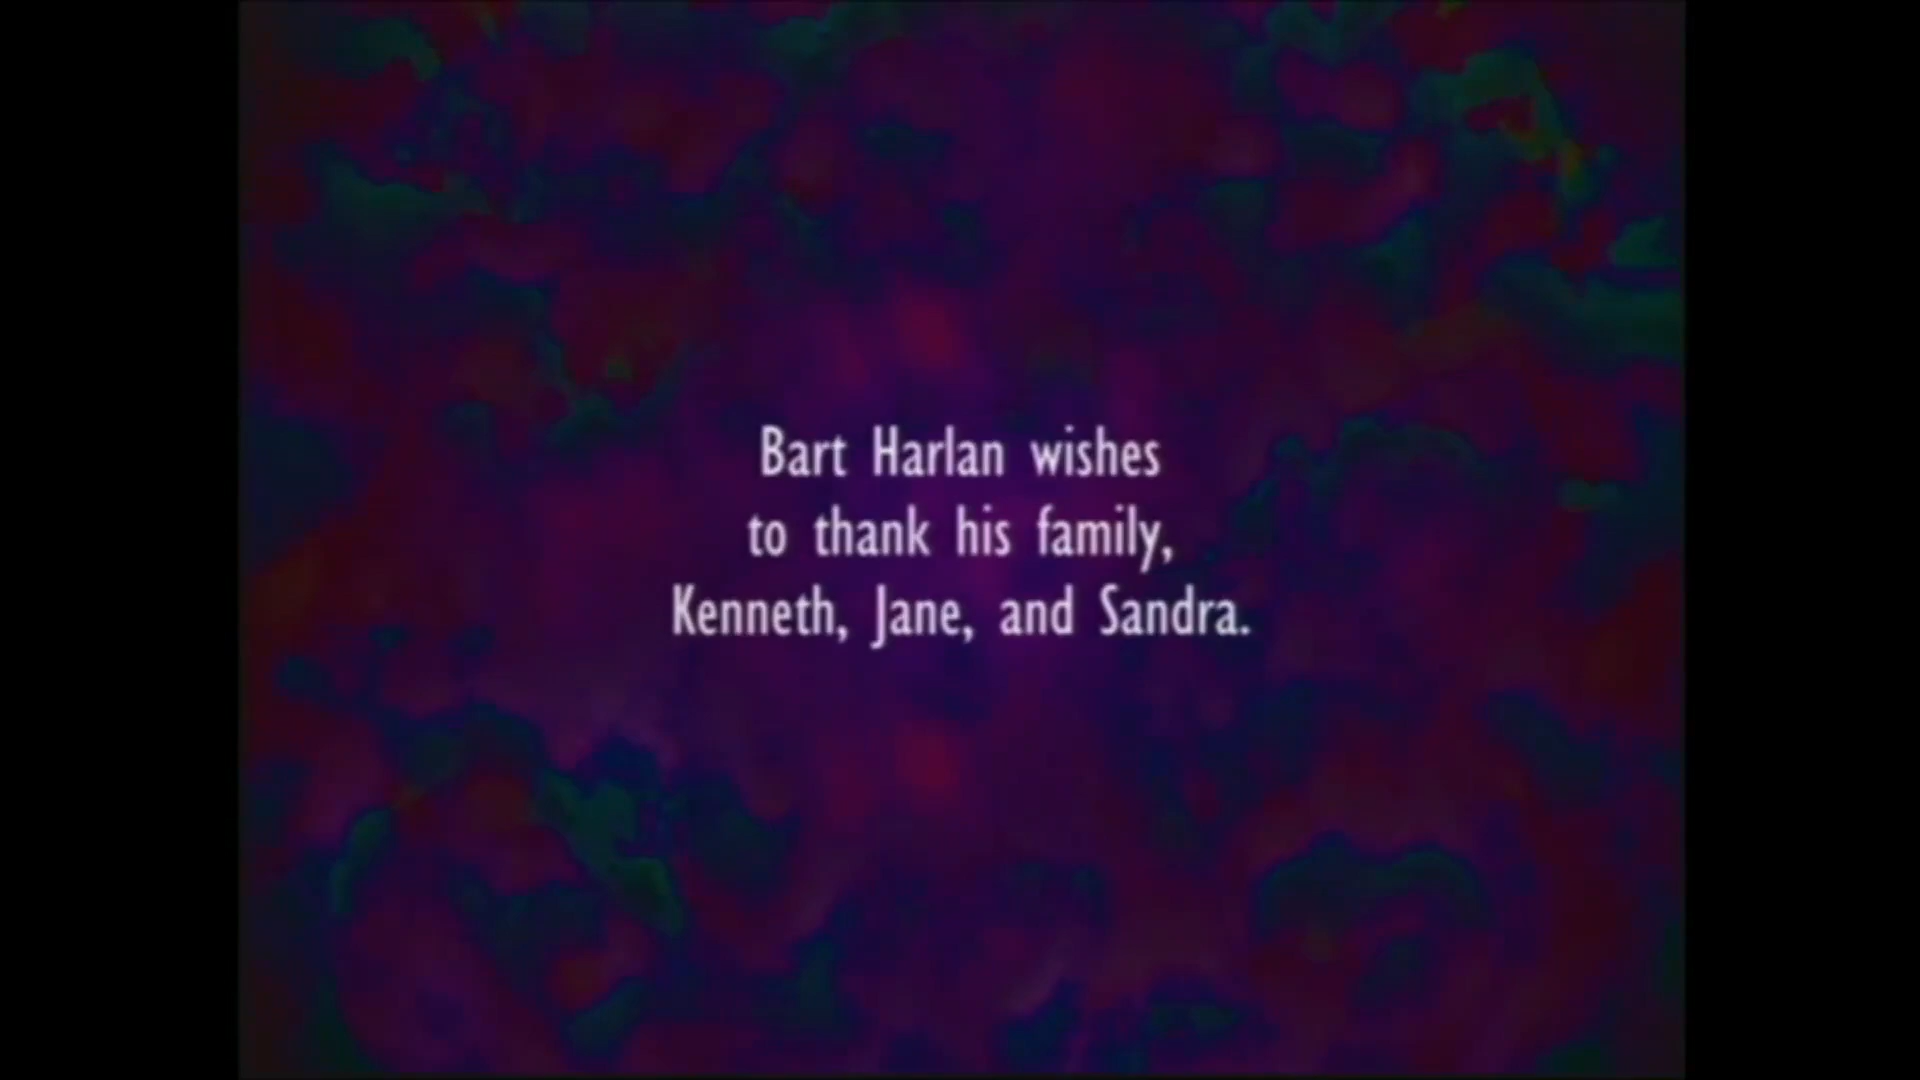 Bart Harlan wishes
to thank his family,
Kenneth, Jane, and Sandra.